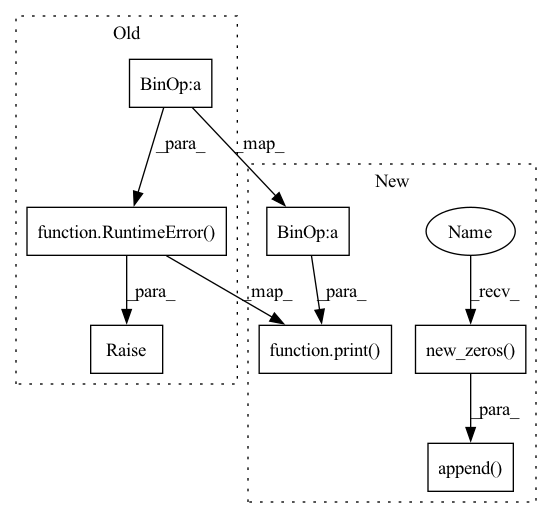 Old
BinOp:a
_para_
_map_
New
function.RuntimeError()
BinOp:a
Name
_para_
_map_
_para_
_recv_
Raise
function.print()
new_zeros()
_para_
append()